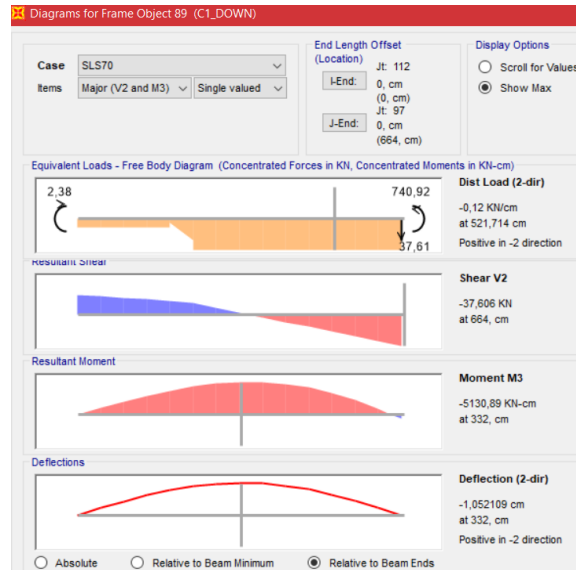 Diagrams for Frame Object 89 (C1_DOWN)
End Length Offset
(Location)
Display Options
Case
SLS70
Jt: 112
Scroll for Values
Items
Major (V2 and M3)
Single valued
I-End:
0, cm
(0, cm)
Show Max
Jt: 97
J-End:
0, cm
(664, cm)
Equivalent Loads - Free Body Diagram (Concentrated Forces in KN, Concentrated Moments in KN-cm)
2,38
740,92
37,61
Dist Load (2-dir)
-0,12 KN/cm
at 521,714 cm
Positive in -2 direction
Resultant Shear
Shear V2
-37,606 KN
at 664, cm
Resultant Moment
Moment M3
-5130,89 KN-cm
at 332, cm
Deflections
Deflection (2-dir)
-1,052109 cm
at 332, cm
Positive in -2 direction
Absolute
Relative to Beam Minimum
Relative to Beam Ends